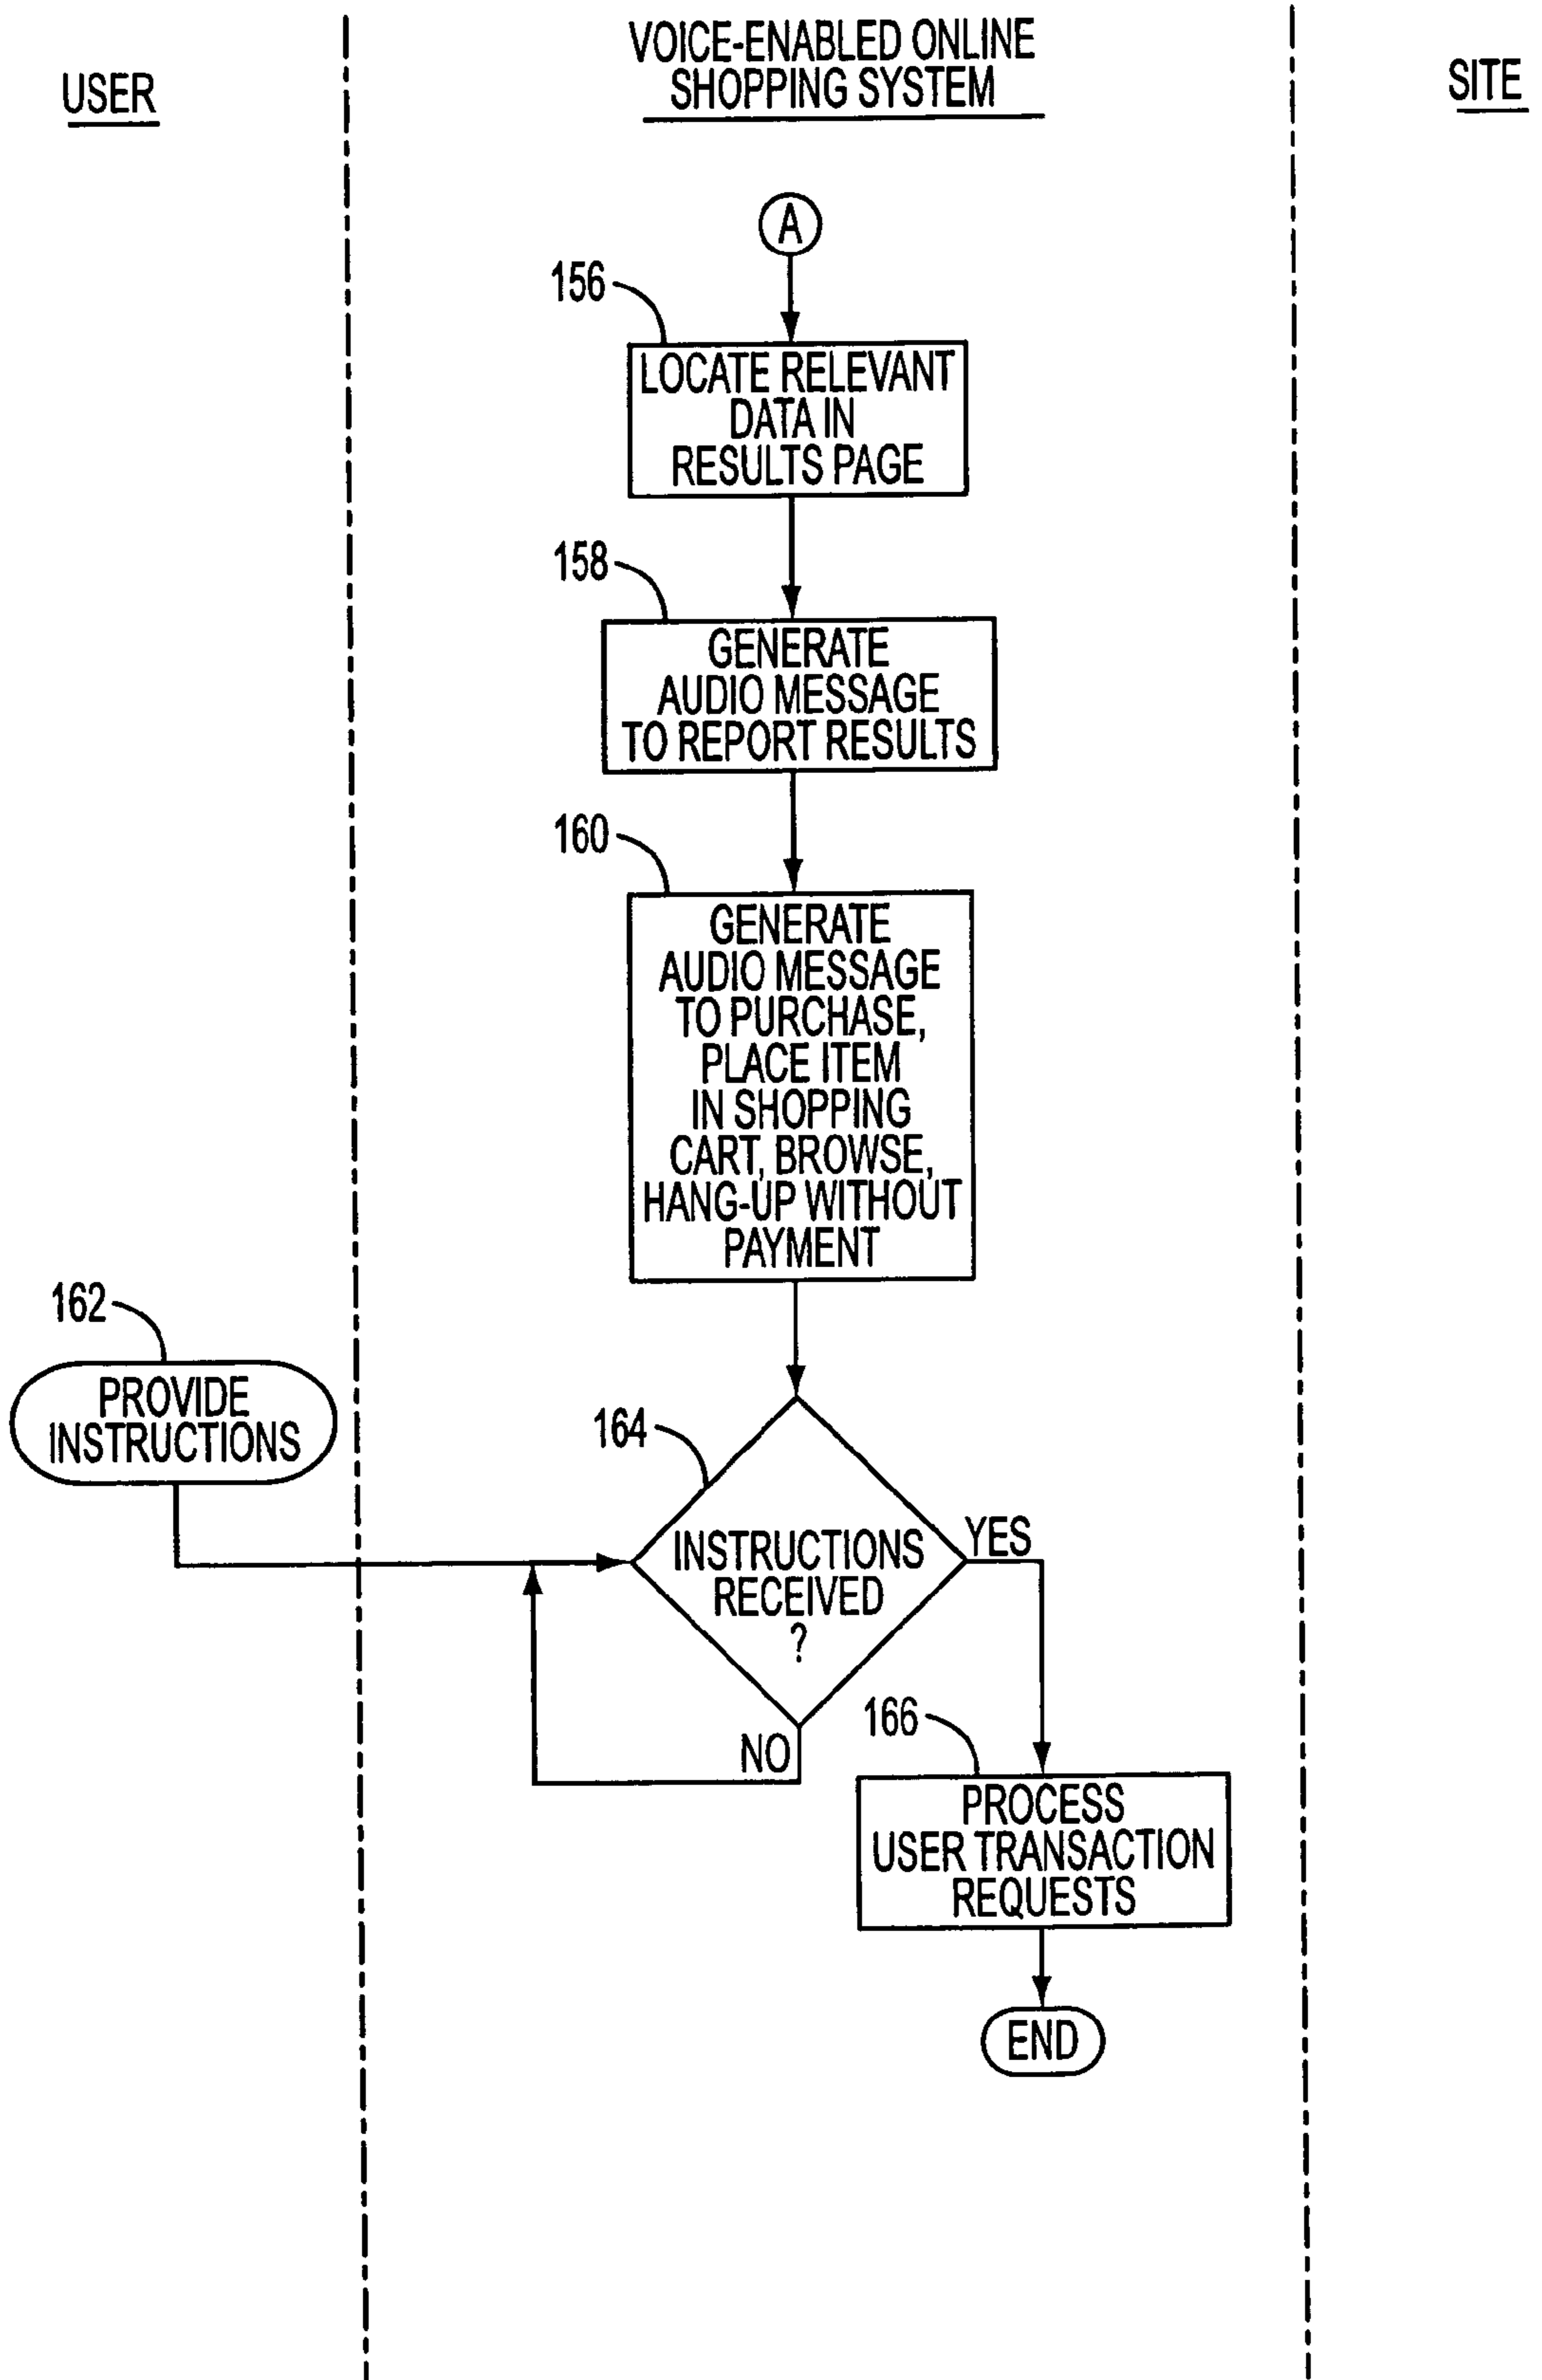 USER
VOICE-ENABLED ONLINE
SHOPPING SYSTEM
SITE
A
156
LOCATE RELEVANT
DATA IN
RESULTS PAGE
158
GENERATE
AUDIO MESSAGE
TO REPORT RESULTS
160
GENERATE
AUDIO MESSAGE
TO PURCHASE,
PLACE ITEM
IN SHOPPING
CART, BROWSE,
HANG-UP WITHOUT
PAYMENT
162
PROVIDE
INSTRUCTIONS
164
INSTRUCTIONS
RECEIVED
?
YES
NO
166
PROCESS
USER TRANSACTION
REQUESTS
END